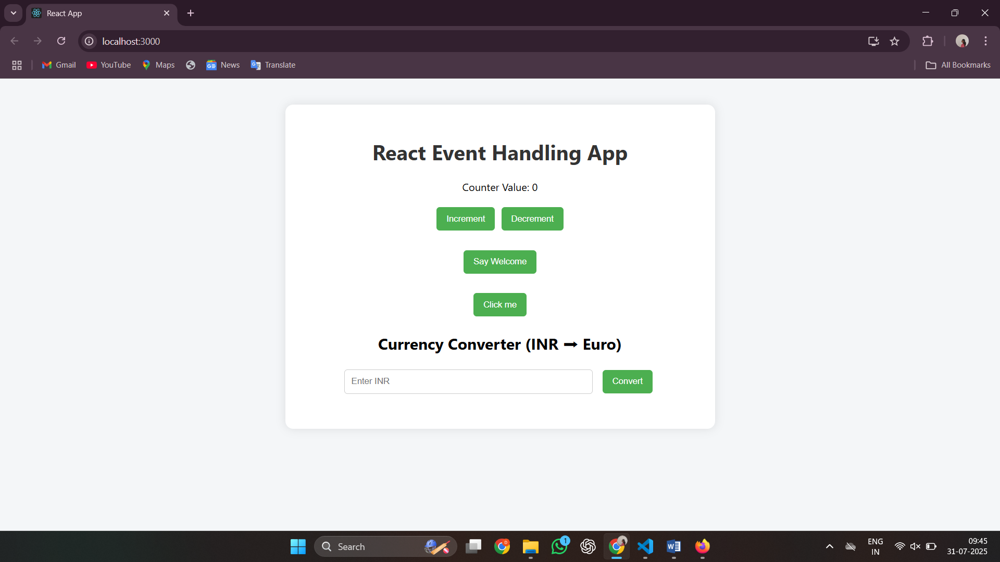 React App
localhost:3000
Gmail
YouTube
Maps
News
Translate
All Bookmarks
React Event Handling App
Counter Value: 0
Increment
Decrement
Say Welcome
Click me
Currency Converter (INR ➞ Euro)
Enter INR
Convert
Search
1
ENG
IN
09:45
31-07-2025